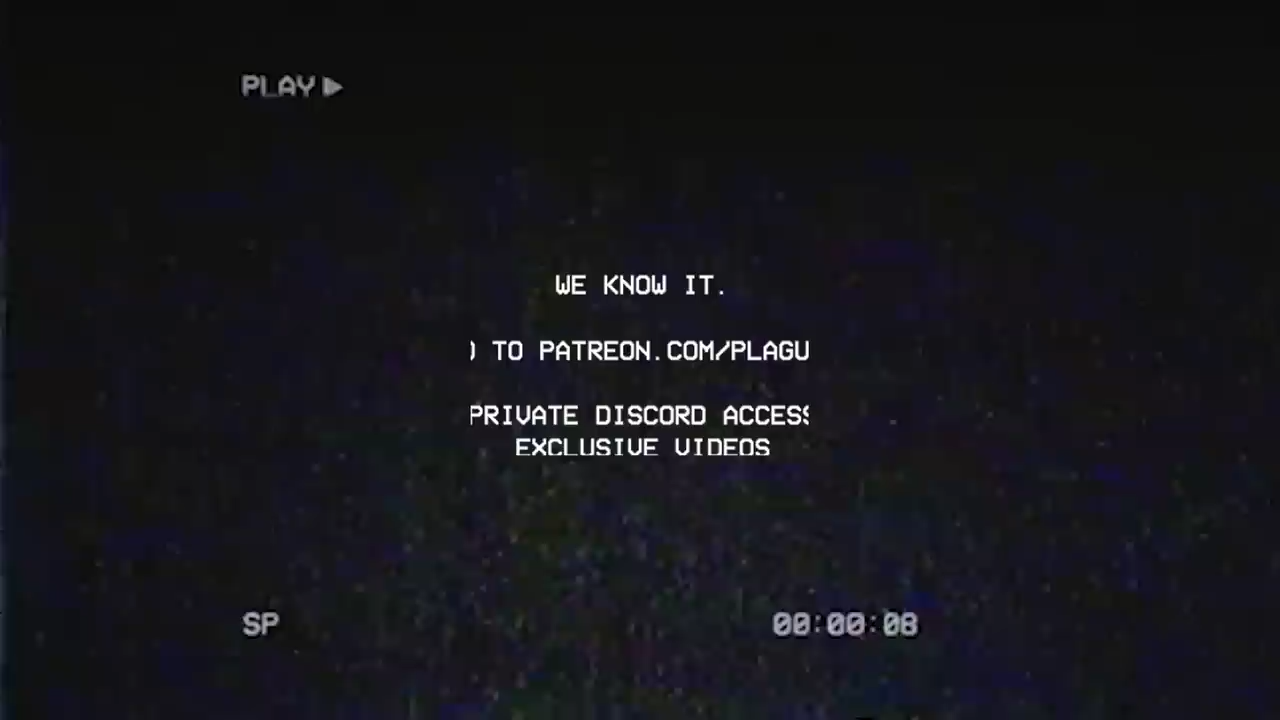 PLAY
WE KNOW IT.
TO PATREON.COM/PLAGU
PRIVATE DISCORD ACCESS
EXCLUSIVE VIDEOS
SP
00:00:08